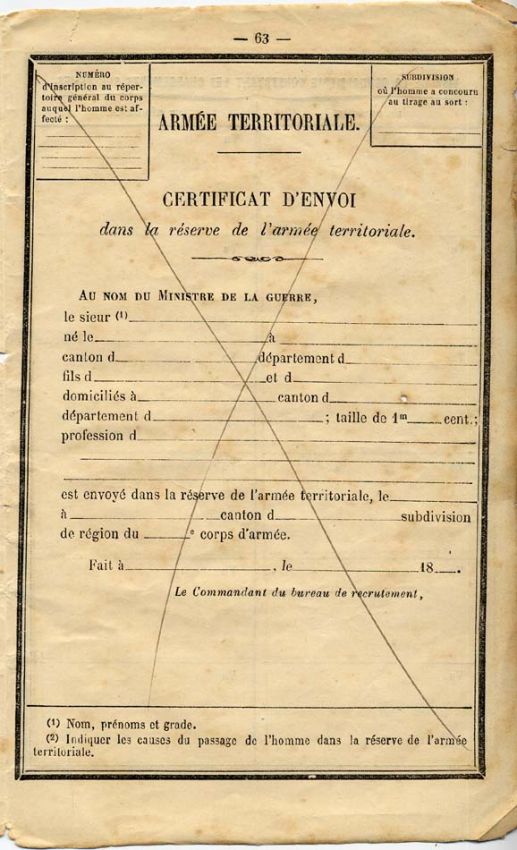 — 63 —
NUMÉRO
d'inscription au réper-
toire général du corps
auquel l'homme est af-
fecté :
SUBDIVISION
où l'homme a concouru
au tirage au sort :
ARMÉE TERRITORIALE.
CERTIFICAT D'ENVOI
dans la réserve de l'armée territoriale.
AU NOM DU MINISTRE DE LA GUERRE,
le sieur (1)
né le à
canton d département d
fils d et d
domiciliés à canton d
département d ; taille de 1m cent.;
profession d
est envoyé dans la réserve de l'armée territoriale, le
à canton d subdivision
de région du e corps d'armée.
Fait à , le 18 .
Le Commandant du bureau de recrutement,
(1) Nom, prénoms et grade.
(2) Indiquer les causes du passage de l'homme dans la réserve de l'armée
territoriale.